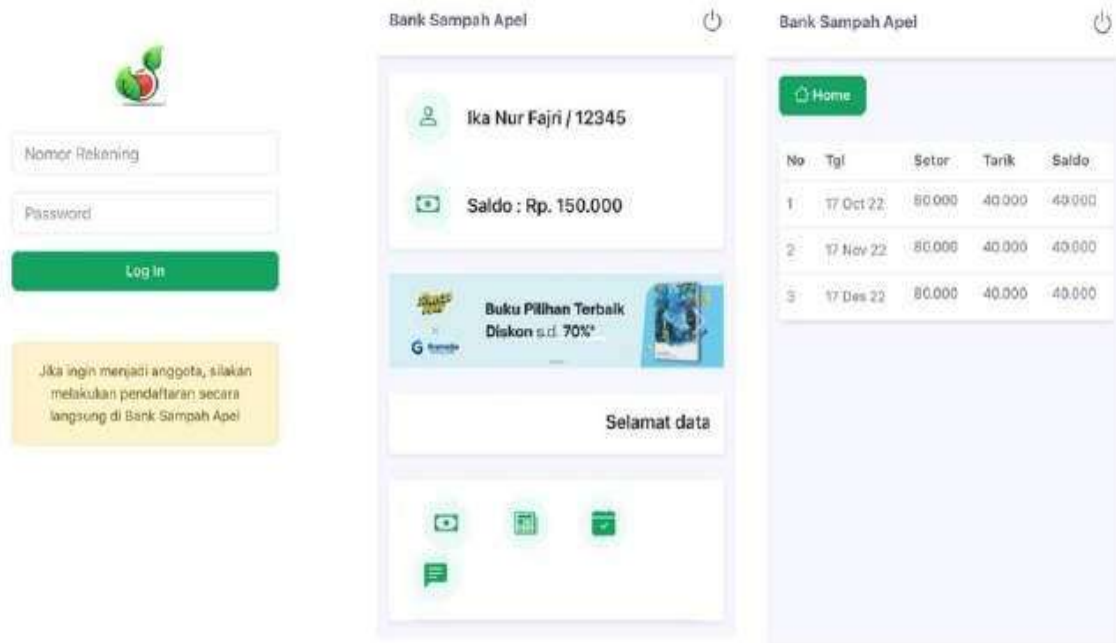 Nomor Rekening
Password
Log In
Jika ingin menjadi anggota, silakan
melakukan pendaftaran secara
langsung di Bank Sampah Apel
Bank Sampah Apel
Ika Nur Fajri / 12345
Saldo : Rp. 150.000
Buku Pilihan Terbaik
Diskon s.d. 70%*
Selamat data
Bank Sampah Apel
Home
No Tgl Setor Tarik Saldo
1 17 Oct 22 80.000 40.000 40.000
2 17 Nov 22 80.000 40.000 40.000
3 17 Des 22 80.000 40.000 40.000